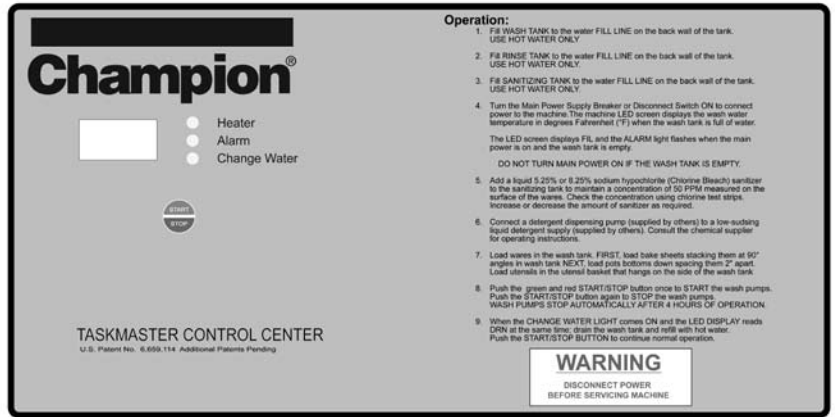 Champion®
Heater
Alarm
Change Water
START
STOP
TASKMASTER CONTROL CENTER
U.S. Patent No. 6,659,114 Additional Patents Pending
Operation:
1. Fill WASH TANK to the water FILL LINE on the back wall of the tank.
USE HOT WATER ONLY
2. Fill RINSE TANK to the water FILL LINE on the back wall of the tank.
USE HOT WATER ONLY.
3. Fill SANITIZING TANK to the water FILL LINE on the back wall of the tank.
USE HOT WATER ONLY.
4. Turn the Main Power Supply Breaker or Disconnect Switch ON to connect
power to the machine.The machine LED screen displays the wash water
temperature in degrees Fahrenheit (°F) when the wash tank is full of water.
The LED screen displays FIL and the ALARM light flashes when the main
power is on and the wash tank is empty.
DO NOT TURN MAIN POWER ON IF THE WASH TANK IS EMPTY.
5. Add a liquid 5.25% or 8.25% sodium hypochlorite (Chlorine Bleach) sanitizer
to the sanitizing tank to maintain a concentration of 50 PPM measured on the
surface of the wares. Check the concentration using chlorine test strips.
Increase or decrease the amount of sanitizer as required.
6. Connect a detergent dispensing pump (supplied by others) to a low-sudsing
liquid detergent supply (supplied by others). Consult the chemical supplier
for operating instructions.
7. Load wares in the wash tank. FIRST, load bake sheets stacking them at 90°
angles in wash tank NEXT, load pots bottoms down spacing them 2" apart.
Load utensils in the utensil basket that hangs on the side of the wash tank
8. Push the green and red START/STOP button once to START the wash pumps.
Push the START/STOP button again to STOP the wash pumps.
WASH PUMPS STOP AUTOMATICALLY AFTER 4 HOURS OF OPERATION.
9. When the CHANGE WATER LIGHT comes ON and the LED DISPLAY reads
DRN at the same time; drain the wash tank and refill with hot water.
Push the START/STOP BUTTON to continue normal operation.
WARNING
DISCONNECT POWER
BEFORE SERVICING MACHINE